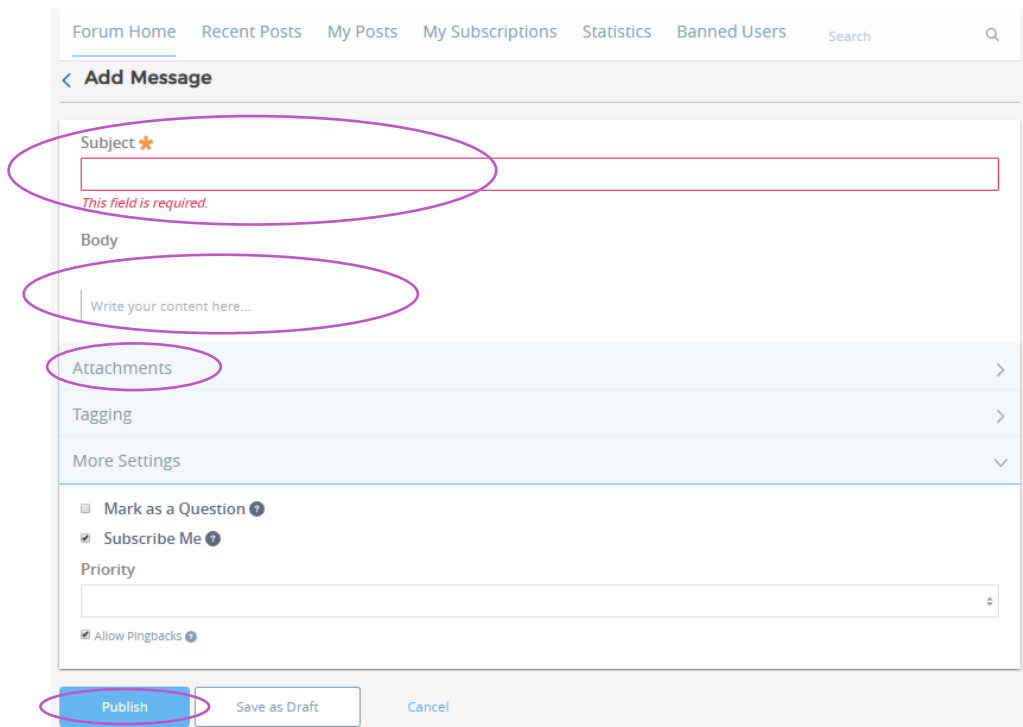 Forum Home Recent Posts My Posts My Subscriptions Statistics Banned Users Search
Add Message
Subject
This field is required.
Body
Write your content here...
Attachments
Tagging
More Settings
Mark as a Question ?
Subscribe Me ?
Priority
Allow Pingbacks ?
Publish Save as Draft Cancel